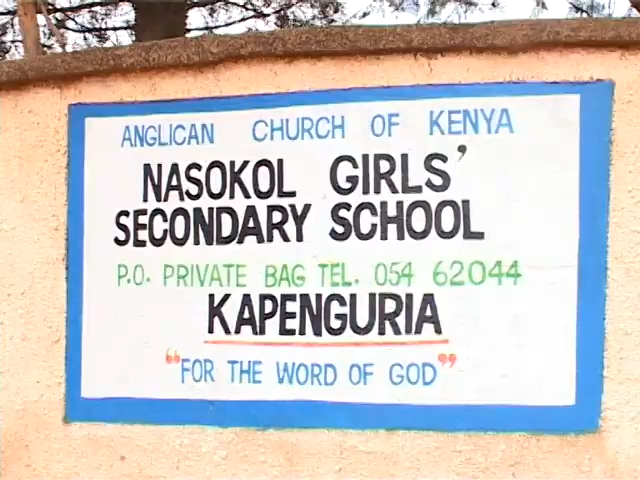 ANGLICAN CHURCH OF KENYA
NASOKOL GIRLS'
SECONDARY SCHOOL
P.O. PRIVATE BAG TEL. 054 62044
KAPENGURIA
"FOR THE WORD OF GOD"